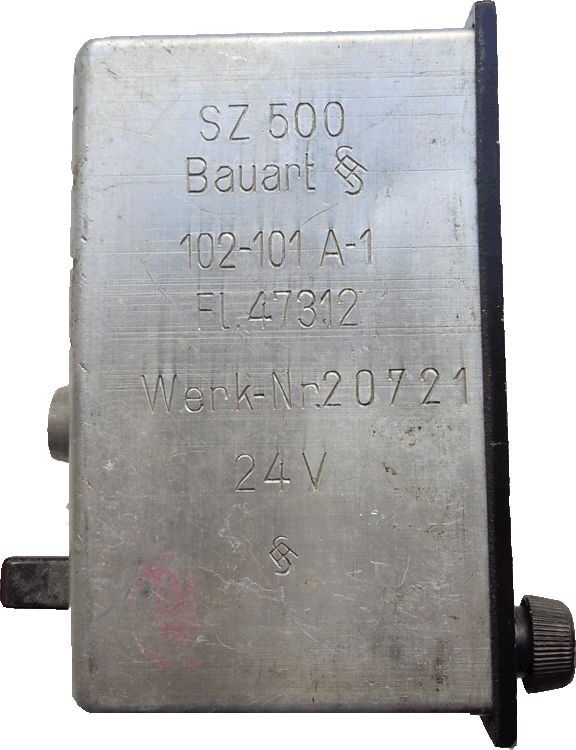 SZ 500
Bauart
102-101 A-1
Fl.47312
Werk-Nr.20721
24V